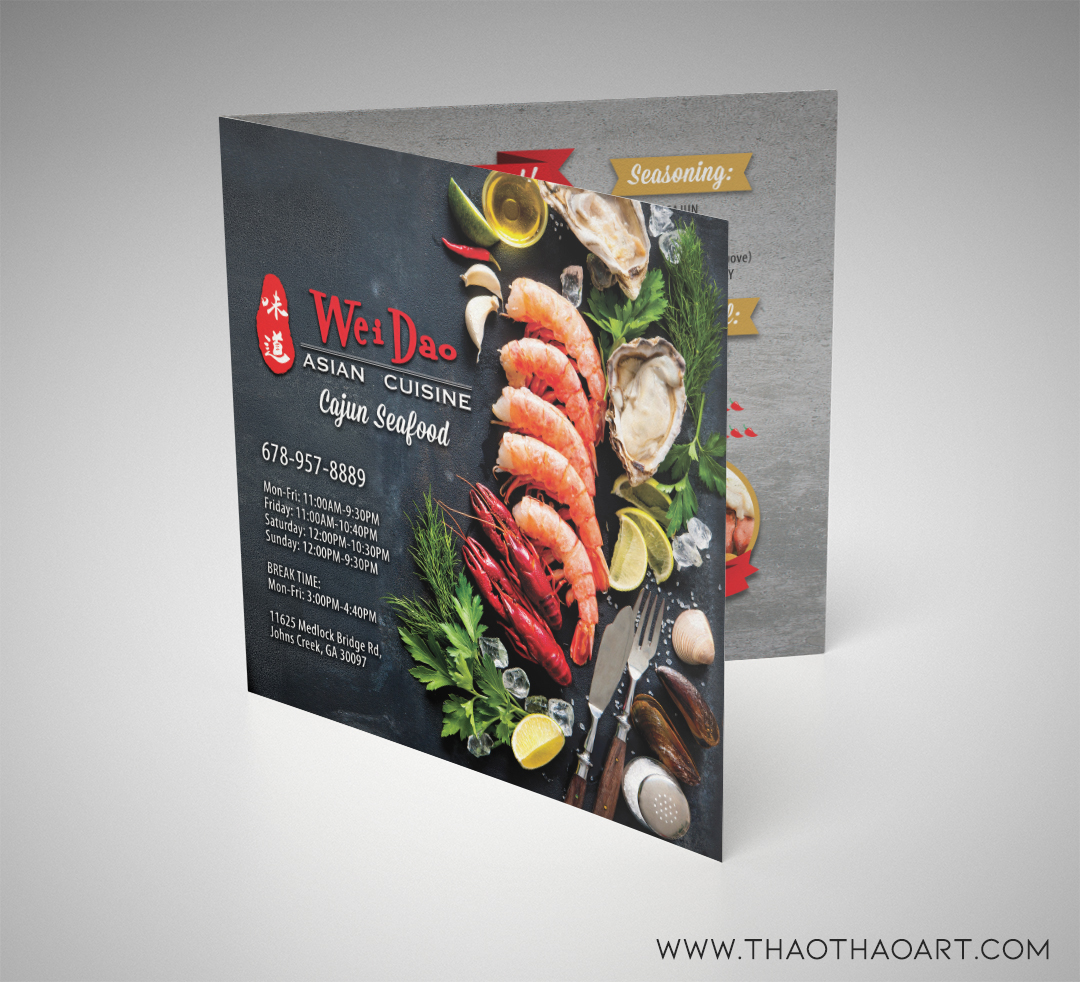 味
道
Wei Dao
ASIAN CUISINE
Cajun Seafood
678-957-8889
Mon-Fri: 11:00AM-9:30PM
Friday: 11:00AM-10:40PM
Saturday: 12:00PM-10:30PM
Sunday: 12:00PM-9:30PM
BREAK TIME:
Mon-Fri: 3:00PM-4:40PM
11625 Medlock Bridge Rd,
Johns Creek, GA 30097
Seasoning:
CAJUN
WWW.THAOTHAOART.COM